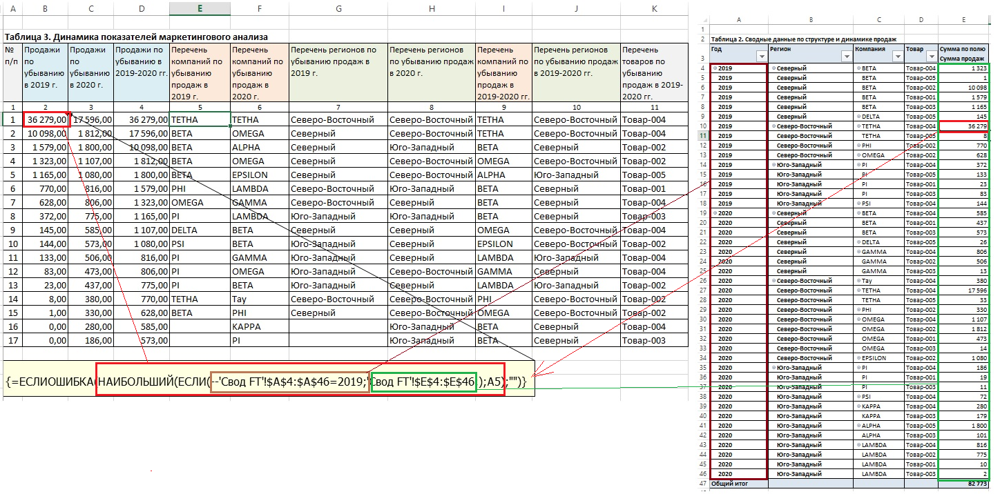 A B C D E F G H I J K
Таблица 3. Динамика показателей маркетингового анализа
№ п/п Продажи по убыванию в 2019 г. Продажи по убыванию в 2020 г. Продажи по убыванию в 2019-2020 гг. Перечень компаний по убыванию продаж в 2019 г. Перечень компаний по убыванию продаж в 2020 г. Перечень регионов по убыванию продаж в 2019 г. Перечень регионов по убыванию продаж в 2020 г. Перечень компаний по убыванию продаж в 2019-2020 гг. Перечень регионов по убыванию продаж в 2019-2020 гг. Перечень товаров по убыванию продаж в 2019-2020 гг.
1 2 3 4 5 6 7 8 9 10 11
1 36 279,00 17 596,00 36 279,00 TETHA TETHA Северо-Восточный Северо-Восточный TETHA Северо-Восточный Товар-004
2 10 098,00 1 812,00 17 596,00 BETA OMEGA Северный Северо-Восточный TETHA Северо-Восточный Товар-004
3 1 579,00 1 800,00 10 098,00 BETA ALPHA Северный Юго-Западный BETA Северный Товар-002
4 1 323,00 1 107,00 1 812,00 BETA OMEGA Северный Северо-Восточный OMEGA Северо-Восточный Товар-002
5 1 165,00 1 080,00 1 800,00 BETA EPSILON Северный Северо-Восточный ALPHA Юго-Западный Товар-005
6 770,00 816,00 1 579,00 PHI LAMBDA Северо-Восточный Юго-Западный BETA Северный Товар-001
7 628,00 806,00 1 323,00 OMEGA GAMMA Северо-Восточный Северный BETA Северный Товар-004
8 372,00 775,00 1 165,00 PI LAMBDA Юго-Западный Юго-Западный BETA Северный Товар-003
9 145,00 585,00 1 107,00 DELTA BETA Северный Северный OMEGA Северо-Восточный Товар-004
10 144,00 573,00 1 080,00 PSI BETA Юго-Западный Северный EPSILON Северо-Восточный Товар-002
11 133,00 506,00 816,00 PI GAMMA Юго-Западный Северный LAMBDA Юго-Западный Товар-004
12 83,00 473,00 806,00 PI OMEGA Юго-Западный Северо-Восточный GAMMA Северный Товар-004
13 23,00 437,00 775,00 PI BETA Юго-Западный Северный LAMBDA Юго-Западный Товар-002
14 8,00 380,00 770,00 TETHA Тау Северо-Восточный Северо-Восточный PHI Северо-Восточный Товар-002
15 1,00 330,00 628,00 BETA PHI Северный Северо-Восточный OMEGA Северо-Восточный Товар-002
16 0,00 280,00 585,00 KAPPA Юго-Западный BETA Северный Товар-004
17 0,00 186,00 573,00 PI Юго-Западный BETA Северный Товар-003
{=ЕСЛИОШИБКА(НАИБОЛЬШИЙ(ЕСЛИ(--'Свод FT'!$A$4:$A$46=2019;'Свод FT'!$E$4:$E$46;);A5);"")}
A B C D E
1
2 Таблица 2. Сводные данные по структуре и динамике продаж
3 Год Регион Компания Товар Сумма по полю Сумма продаж
4 2019 Северный BETA Товар-004 1 323
5 2019 Северный BETA Товар-005 1
6 2019 Северный BETA Товар-002 10 098
7 2019 Северный BETA Товар-001 1 579
8 2019 Северный BETA Товар-003 1 165
9 2019 Северный DELTA Товар-005 145
10 2019 Северо-Восточный TETHA Товар-004 36 279
11 2019 Северо-Восточный TETHA Товар-005 8
12 2019 Северо-Восточный PHI Товар-002 770
13 2019 Северо-Восточный OMEGA Товар-002 628
14 2019 Юго-Западный PI Товар-004 372
15 2019 Юго-Западный PI Товар-005 133
16 2019 Юго-Западный PI Товар-001 23
17 2019 Юго-Западный PI Товар-003 83
18 2019 Юго-Западный PSI Товар-004 144
19 2020 Северный BETA Товар-004 585
20 2020 Северный BETA Товар-001 437
21 2020 Северный BETA Товар-003 573
22 2020 Северный DELTA Товар-005 26
23 2020 Северный GAMMA Товар-004 806
24 2020 Северный GAMMA Товар-002 506
25 2020 Северный GAMMA Товар-003 13
26 2020 Северо-Восточный Тау Товар-004 380
27 2020 Северо-Восточный TETHA Товар-004 17 596
28 2020 Северо-Восточный TETHA Товар-005 33
29 2020 Северо-Восточный PHI Товар-002 330
30 2020 Северо-Восточный OMEGA Товар-004 1 107
31 2020 Северо-Восточный OMEGA Товар-002 1 812
32 2020 Северо-Восточный OMEGA Товар-001 473
33 2020 Северо-Восточный OMEGA Товар-003 14
34 2020 Северо-Восточный EPSILON Товар-002 1 080
35 2020 Юго-Западный PI Товар-004 186
36 2020 Юго-Западный PI Товар-001 19
37 2020 Юго-Западный PI Товар-003 11
38 2020 Юго-Западный PSI Товар-004 72
39 2020 Юго-Западный KAPPA Товар-004 280
40 2020 Юго-Западный KAPPA Товар-003 179
41 2020 Юго-Западный ALPHA Товар-005 1 800
42 2020 Юго-Западный ALPHA Товар-003 101
43 2020 Юго-Западный LAMBDA Товар-004 816
44 2020 Юго-Западный LAMBDA Товар-002 775
45 2020 Юго-Западный LAMBDA Товар-001 10
46 2020 Юго-Западный LAMBDA Товар-003 2
47 Общий итог 82 773